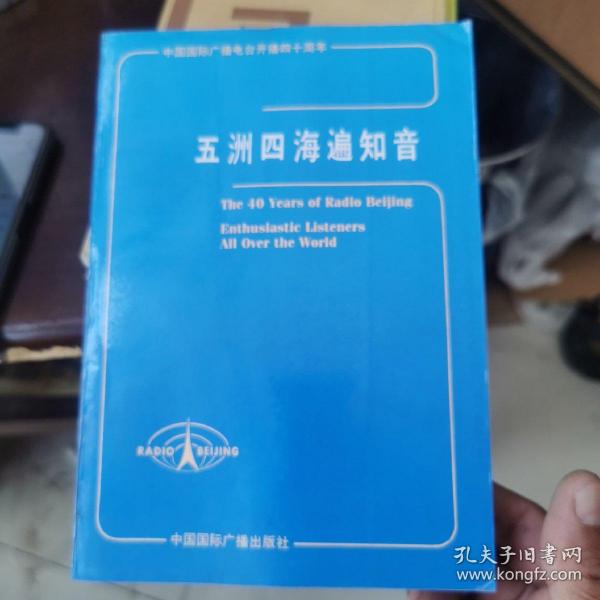 中国国际广播电台开播四十周年
五洲四海遍知音
The 40 Years of Radio Beijing
Enthusiastic Listeners
All Over the World
RADIO BEIJING
中国国际广播出版社
孔夫子旧书网
www.kongfz.com